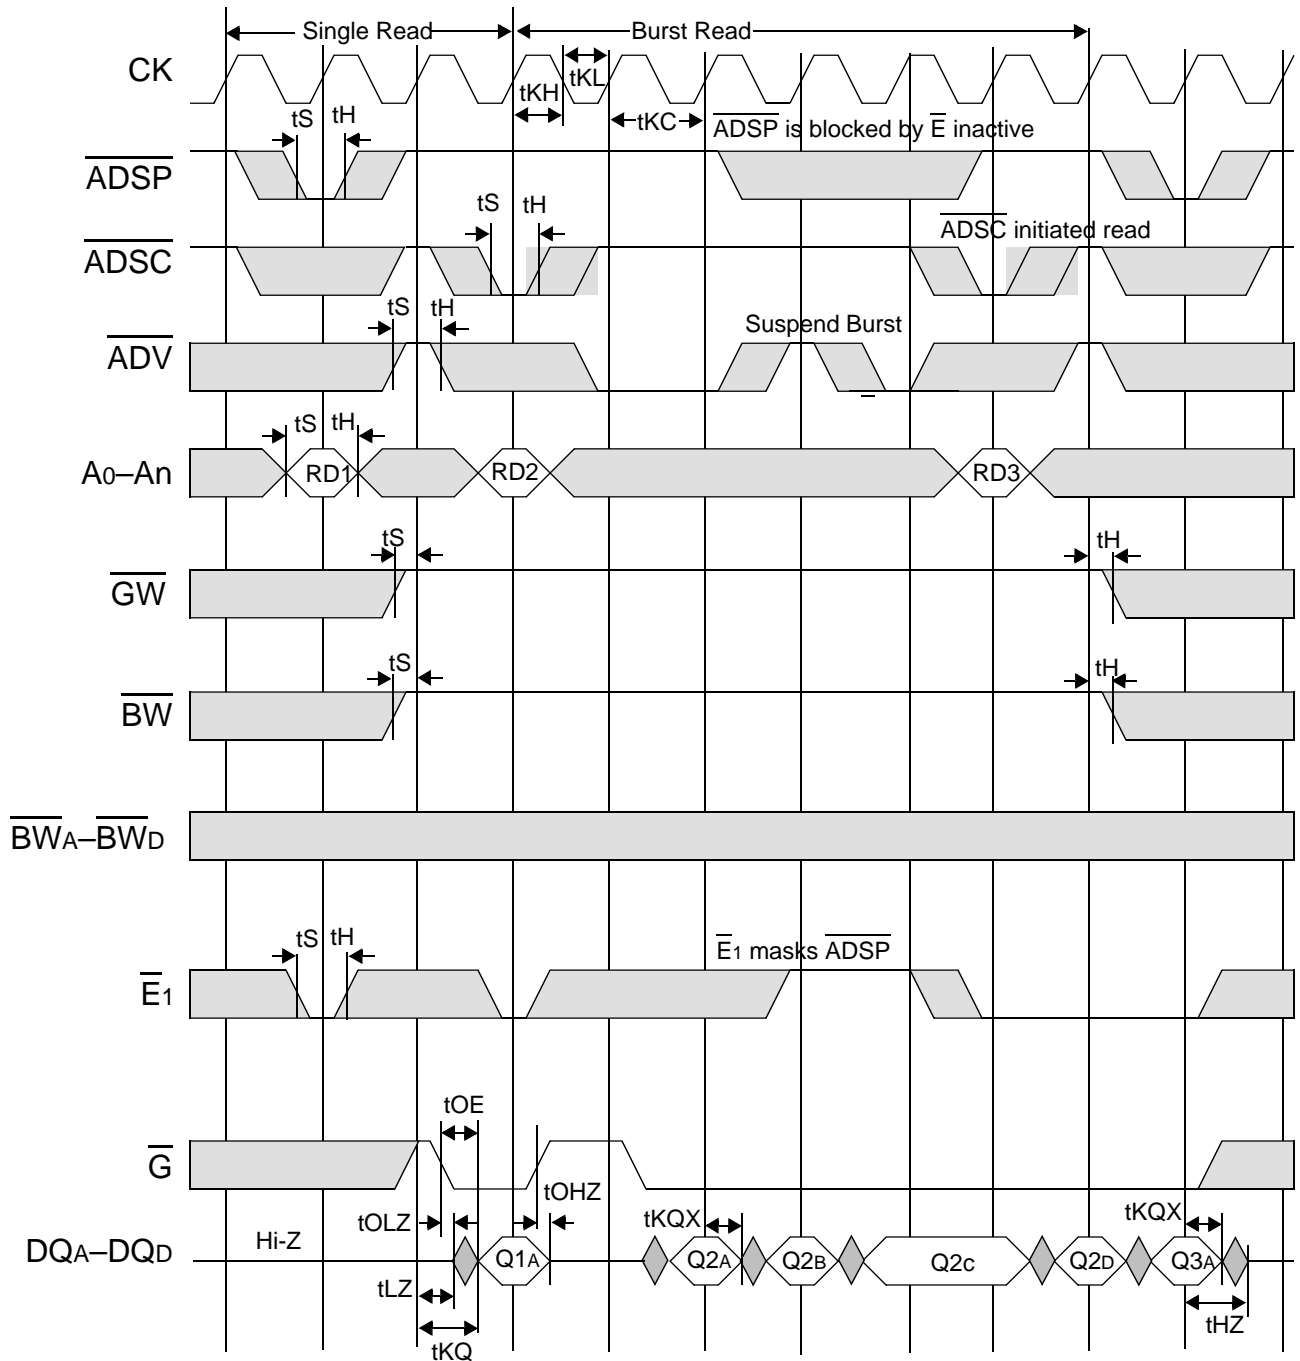 Single Read
Burst Read
CK
tKL
tKH
tS
tH
tKC
ADSP is blocked by E inactive
ADSP
tS
tH
ADSC initiated read
ADSC
tS
tH
Suspend Burst
ADV
tS
tH
A0–An
RD1
RD2
RD3
tS
tH
GW
tS
tH
BW
BWA–BWD
tS
tH
E1 masks ADSP
E1
tOE
G
tOHZ
tOLZ
tKQX
tKQX
DQA–DQD
Hi-Z
Q1A
Q2A
Q2B
Q2c
Q2D
Q3A
tLZ
tHZ
tKQ